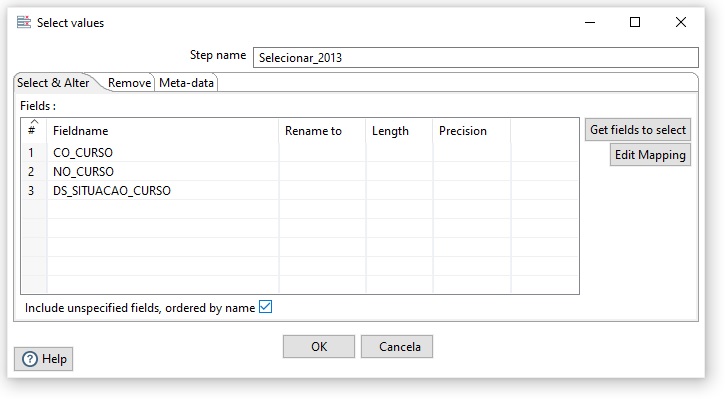 Select values
Step name Selecionar_2013
Select & Alter Remove Meta-data
Fields :
# Fieldname Rename to Length Precision
Get fields to select
1 CO_CURSO
Edit Mapping
2 NO_CURSO
3 DS_SITUACAO_CURSO
Include unspecified fields, ordered by name
OK Cancela
Help